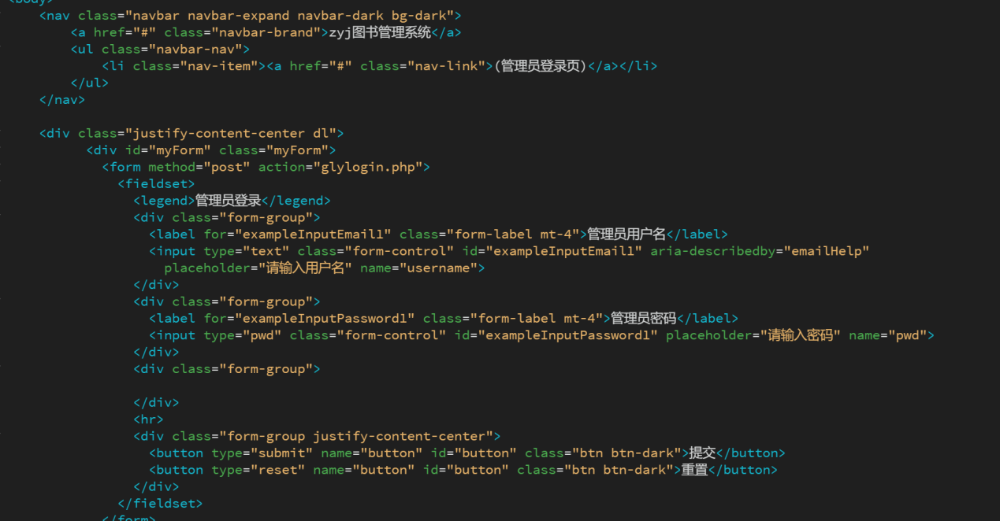 <body>
<nav class="navbar navbar-expand navbar-dark bg-dark">
<a href="#" class="navbar-brand">zyj图书管理系统</a>
<ul class="navbar-nav">
<li class="nav-item"><a href="#" class="nav-link">(管理员登录页)</a></li>
</ul>
</nav>
<div class="justify-content-center dl">
<div id="myForm" class="myForm">
<form method="post" action="glylogin.php">
<fieldset>
<legend>管理员登录</legend>
<div class="form-group">
<label for="exampleInputEmail1" class="form-label mt-4">管理员用户名</label>
<input type="text" class="form-control" id="exampleInputEmail1" aria-describedby="emailHelp"
placeholder="请输入用户名" name="username">
</div>
<div class="form-group">
<label for="exampleInputPassword1" class="form-label mt-4">管理员密码</label>
<input type="pwd" class="form-control" id="exampleInputPassword1" placeholder="请输入密码" name="pwd">
</div>
<div class="form-group">
</div>
<hr>
<div class="form-group justify-content-center">
<button type="submit" name="button" id="button" class="btn btn-dark">提交</button>
<button type="reset" name="button" id="button" class="btn btn-dark">重置</button>
</div>
</fieldset>
</form>